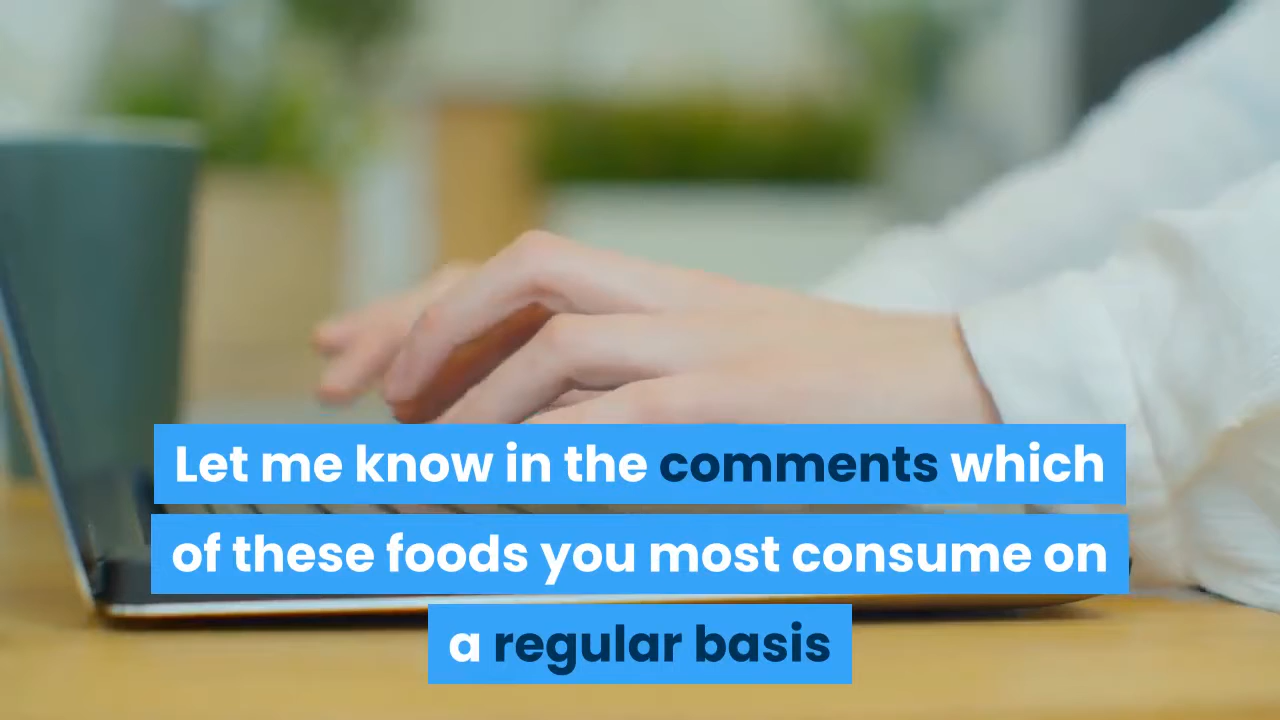 Let me know in the comments which
of these foods you most consume on
a regular basis